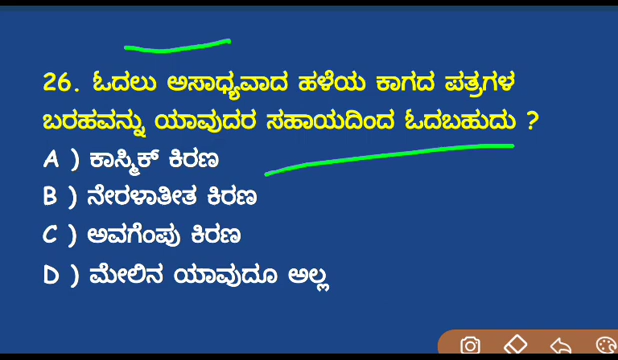 26. ಓದಲು ಅಸಾಧ್ಯವಾದ ಹಳೆಯ ಕಾಗದ ಪತ್ರಗಳ
ಬರಹವನ್ನು ಯಾವುದರ ಸಹಾಯದಿಂದ ಓದಬಹುದು ?
A ) ಕಾಸ್ಮಿಕ್ ಕಿರಣ
B ) ನೇರಳಾತೀತ ಕಿರಣ
C ) ಅವಗೆಂಪು ಕಿರಣ
D ) ಮೇಲಿನ ಯಾವುದೂ ಅಲ್ಲ